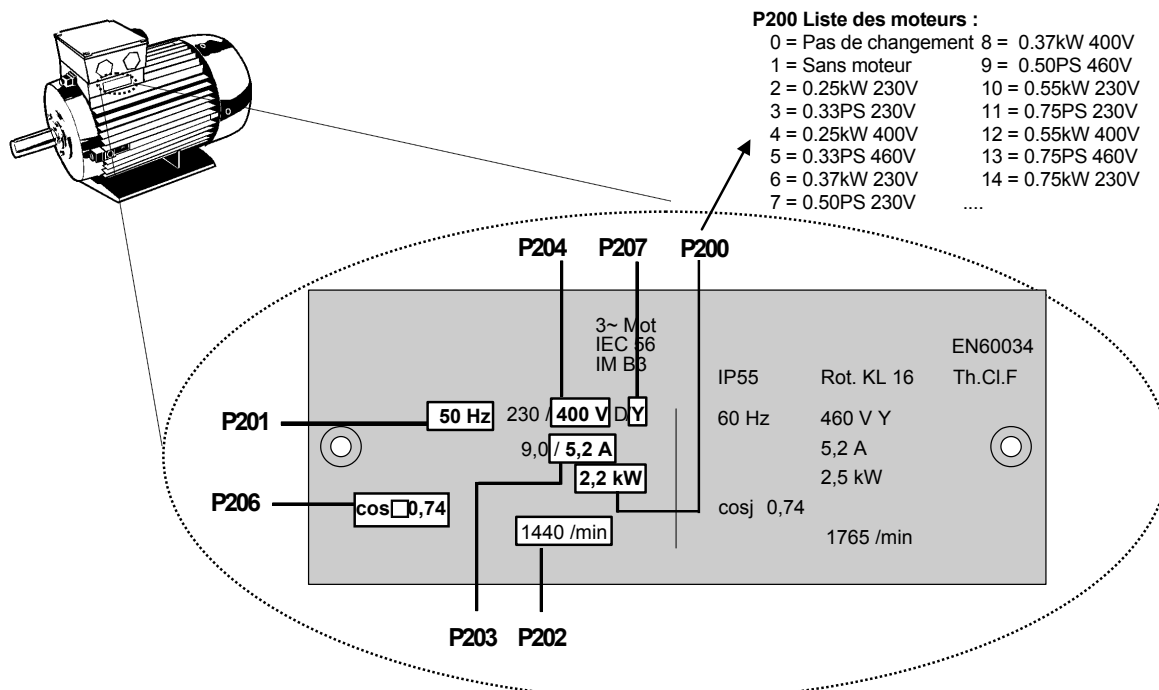 P200 Liste des moteurs :
0 = Pas de changement 8 = 0.37kW 400V
1 = Sans moteur 9 = 0.50PS 460V
2 = 0.25kW 230V 10 = 0.55kW 230V
3 = 0.33PS 230V 11 = 0.75PS 230V
4 = 0.25kW 400V 12 = 0.55kW 400V
5 = 0.33PS 460V 13 = 0.75PS 460V
6 = 0.37kW 230V 14 = 0.75kW 230V
7 = 0.50PS 230V ....
P204 P207 P200
3~ Mot
IEC 56
IM B3
EN60034
IP55 Rot. KL 16 Th.Cl.F
P201 50 Hz 230 / 400 V D Y 60 Hz 460 V Y
9,0 / 5,2 A 5,2 A
2,2 kW 2,5 kW
P206 cos□0,74 cosj 0,74
1440 /min 1765 /min
P203 P202